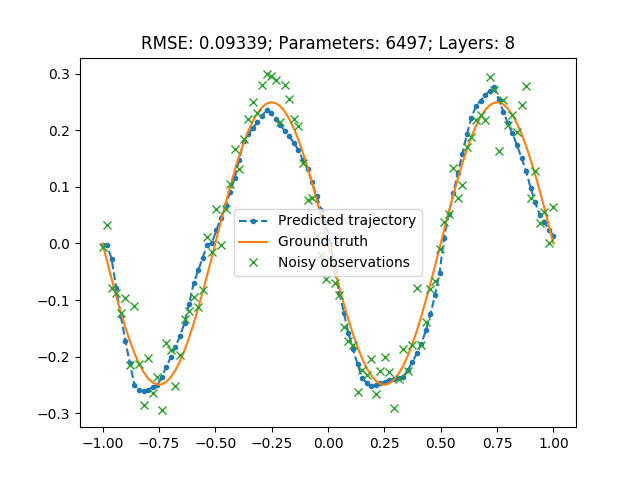 RMSE: 0.09339; Parameters: 6497; Layers: 8
0.3
0.2
0.1
0.0
−0.1
−0.2
−0.3
Predicted trajectory
Ground truth
Noisy observations
−1.00 −0.75 −0.50 −0.25 0.00 0.25 0.50 0.75 1.00